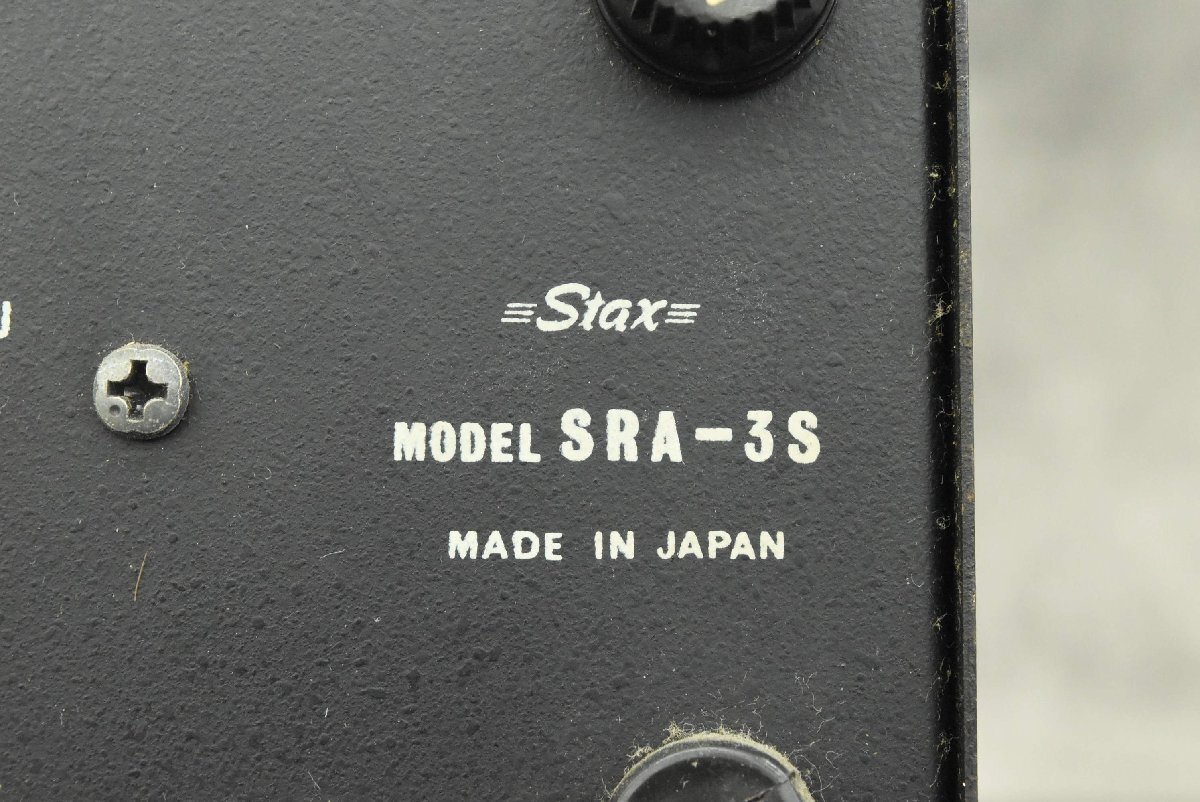 Stax
MODEL SRA-3S
MADE IN JAPAN